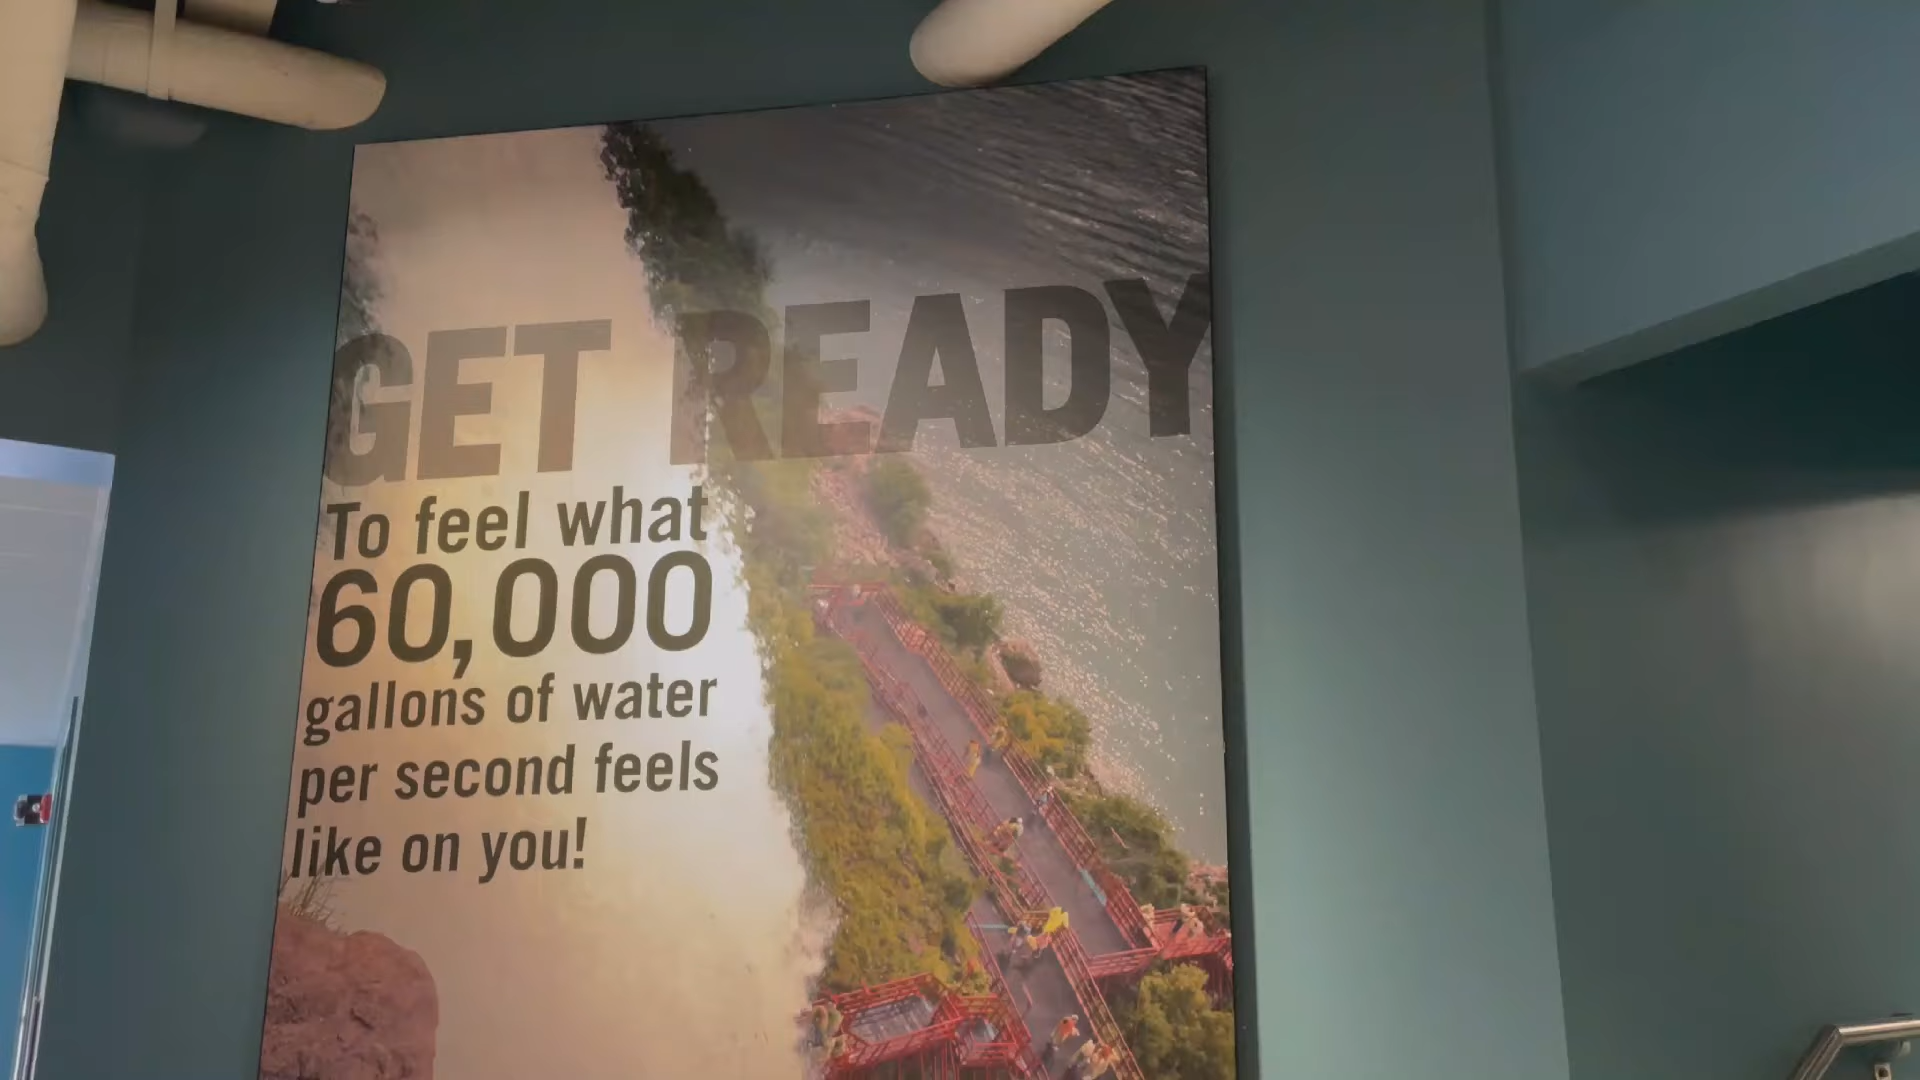 GET READY
To feel what
60,000
gallons of water
per second feels
like on you!